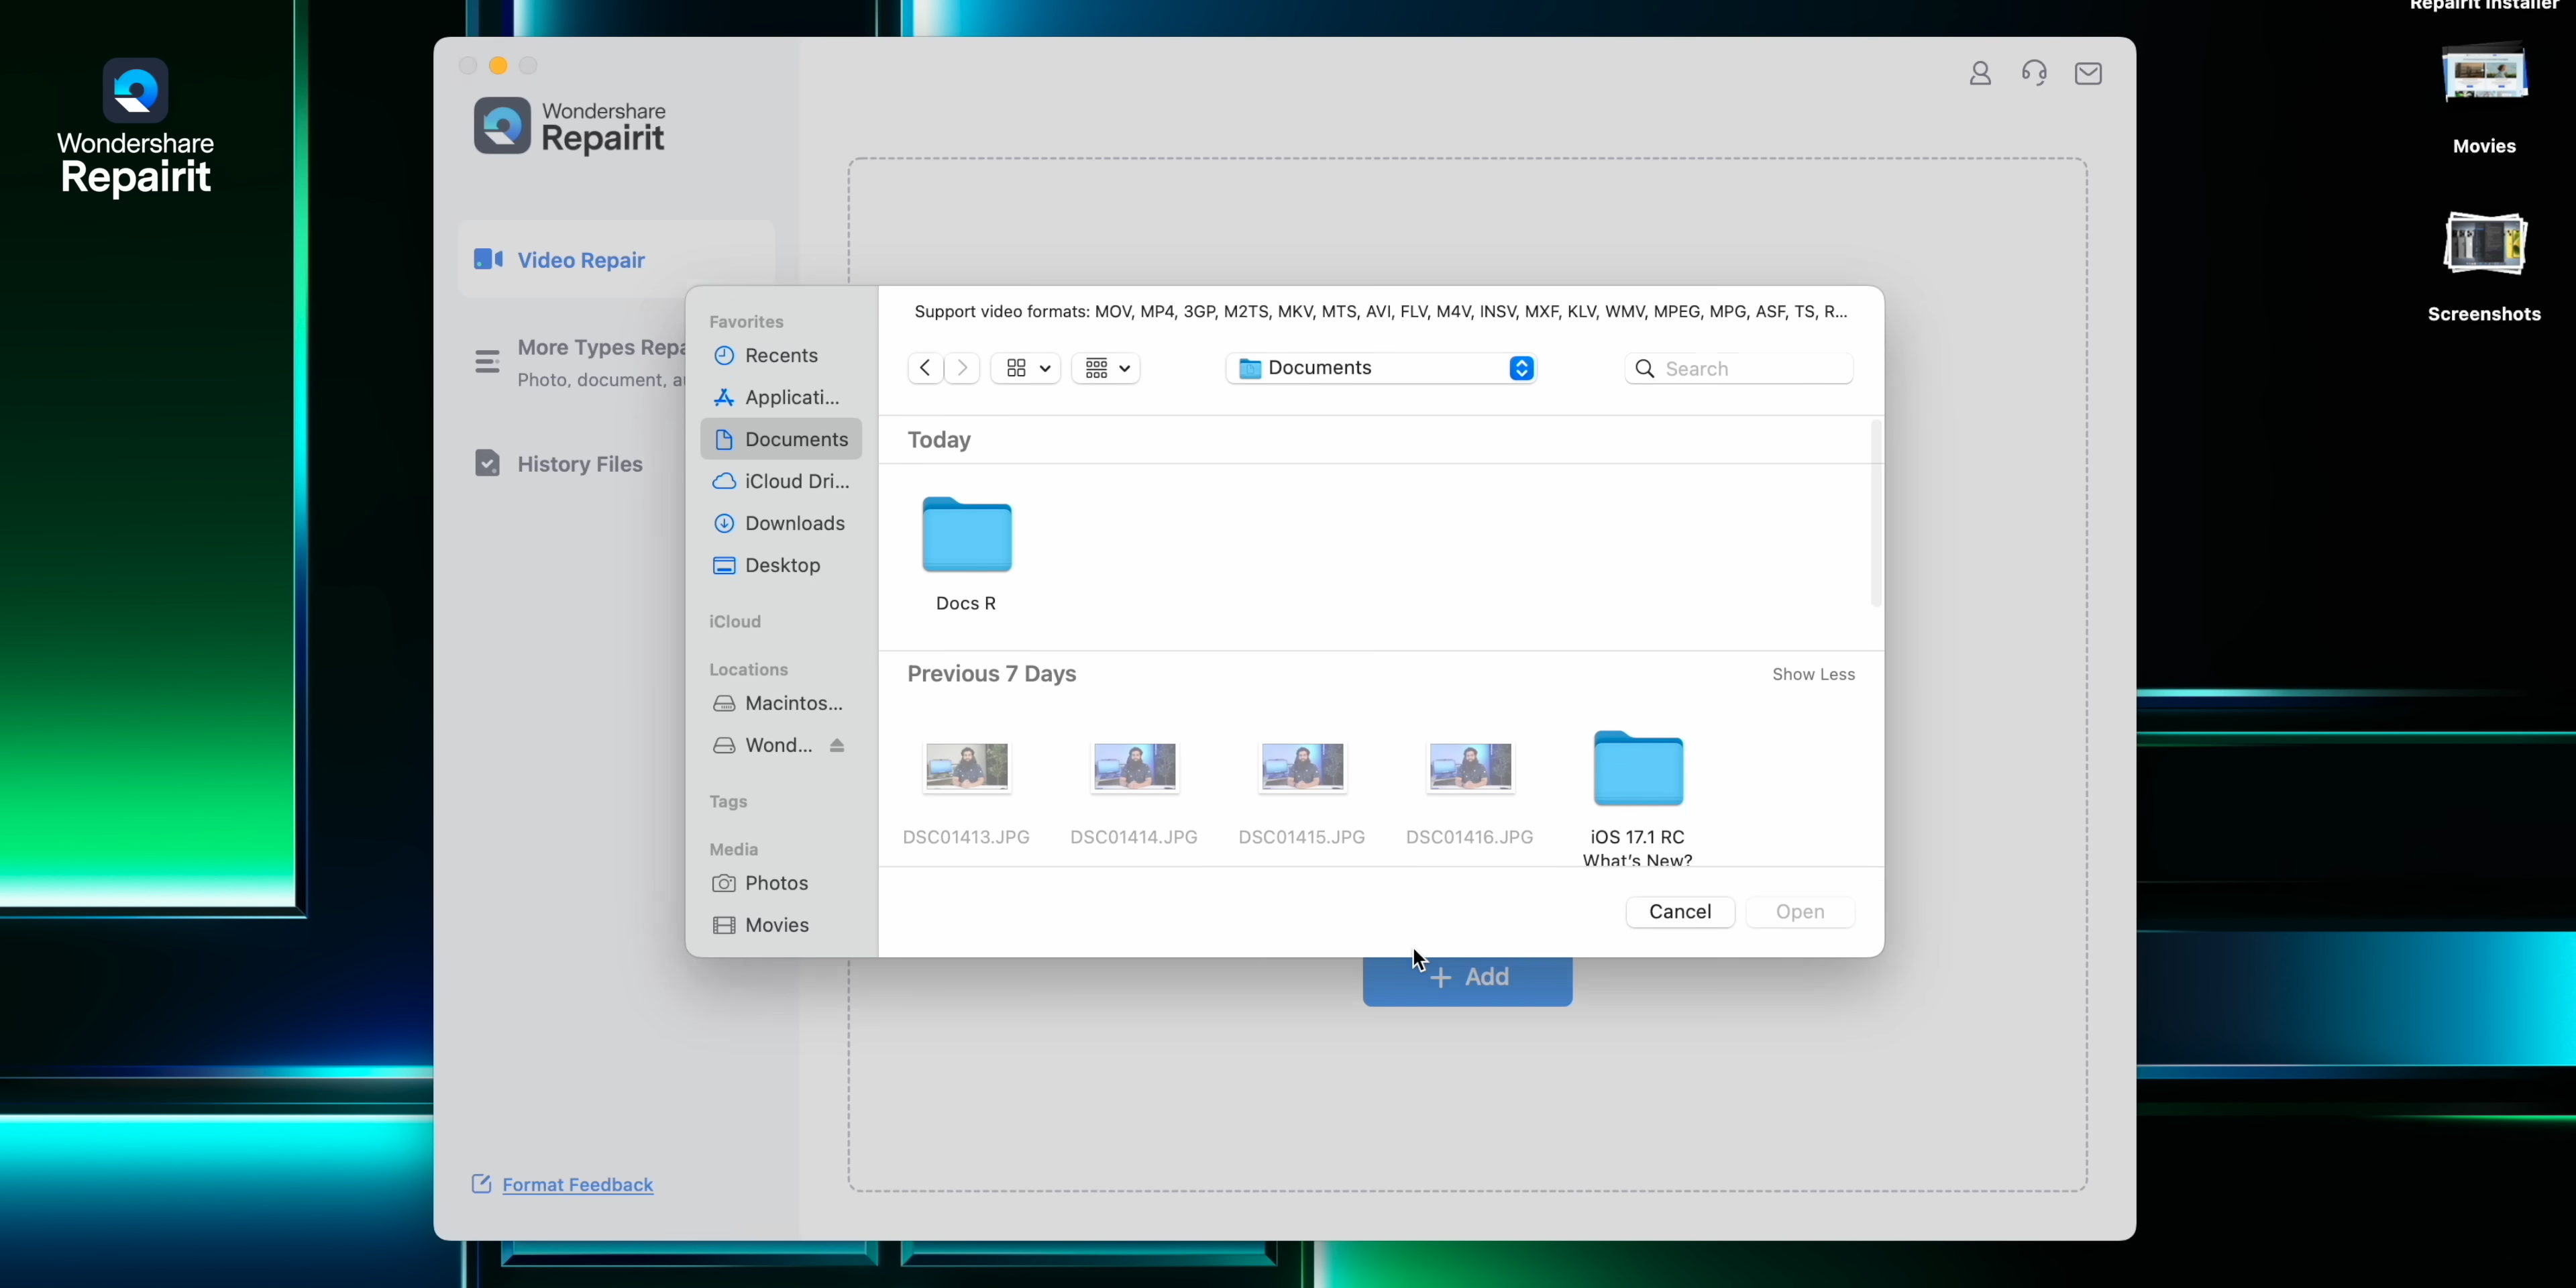 Repairit Installer
Wondershare
Repairit
Movies
Screenshots
Wondershare
Repairit
Video Repair
More Types Repa
Photo, document, au
History Files
Format Feedback
Favorites
Recents
Applicati...
Documents
iCloud Dri...
Downloads
Desktop
iCloud
Locations
Macintos...
Wond...
Tags
Media
Photos
Movies
Support video formats: MOV, MP4, 3GP, M2TS, MKV, MTS, AVI, FLV, M4V, INSV, MXF, KLV, WMV, MPEG, MPG, ASF, TS, R...
Documents
Search
Today
Docs R
Previous 7 Days
Show Less
DSC01413.JPG
DSC01414.JPG
DSC01415.JPG
DSC01416.JPG
iOS 17.1 RC
What's New?
Cancel
Open
+ Add